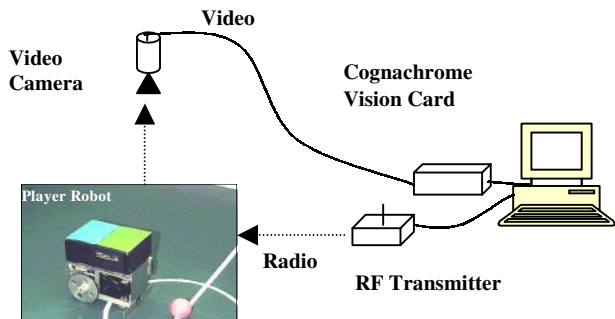 Video
Video
Camera
Cognachrome
Vision Card
Player Robot
Radio
RF Transmitter